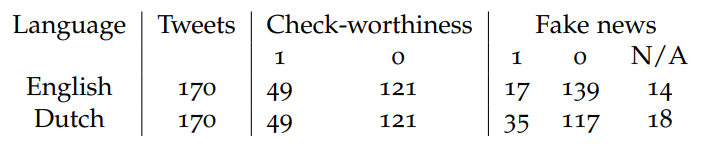 Language Tweets Check-worthiness Fake news
1 0 1 0 N/A
English 170 49 121 17 139 14
Dutch 170 49 121 35 117 18